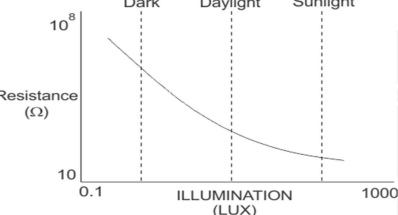 Dark Daylight Sunlight
10⁸
Resistance
(Ω)
10
0.1 1000
ILLUMINATION
(LUX)